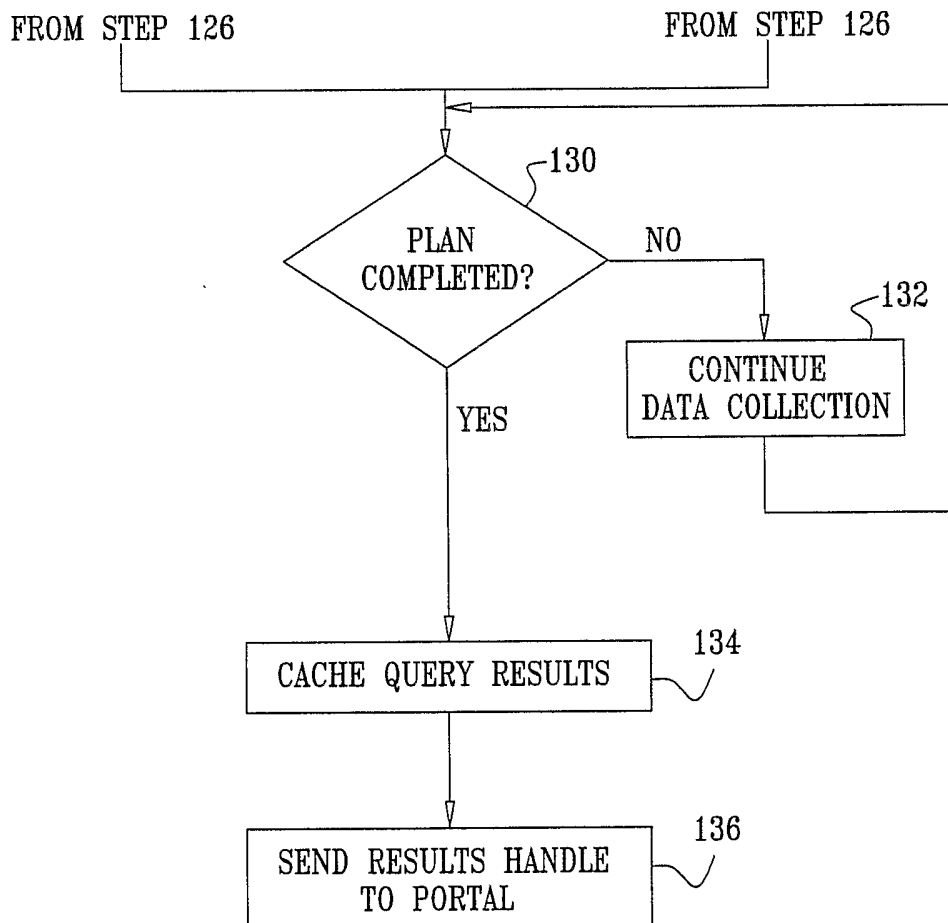 FROM STEP 126
FROM STEP 126
130
PLAN
COMPLETED?
NO
132
CONTINUE
DATA COLLECTION
YES
134
CACHE QUERY RESULTS
136
SEND RESULTS HANDLE
TO PORTAL